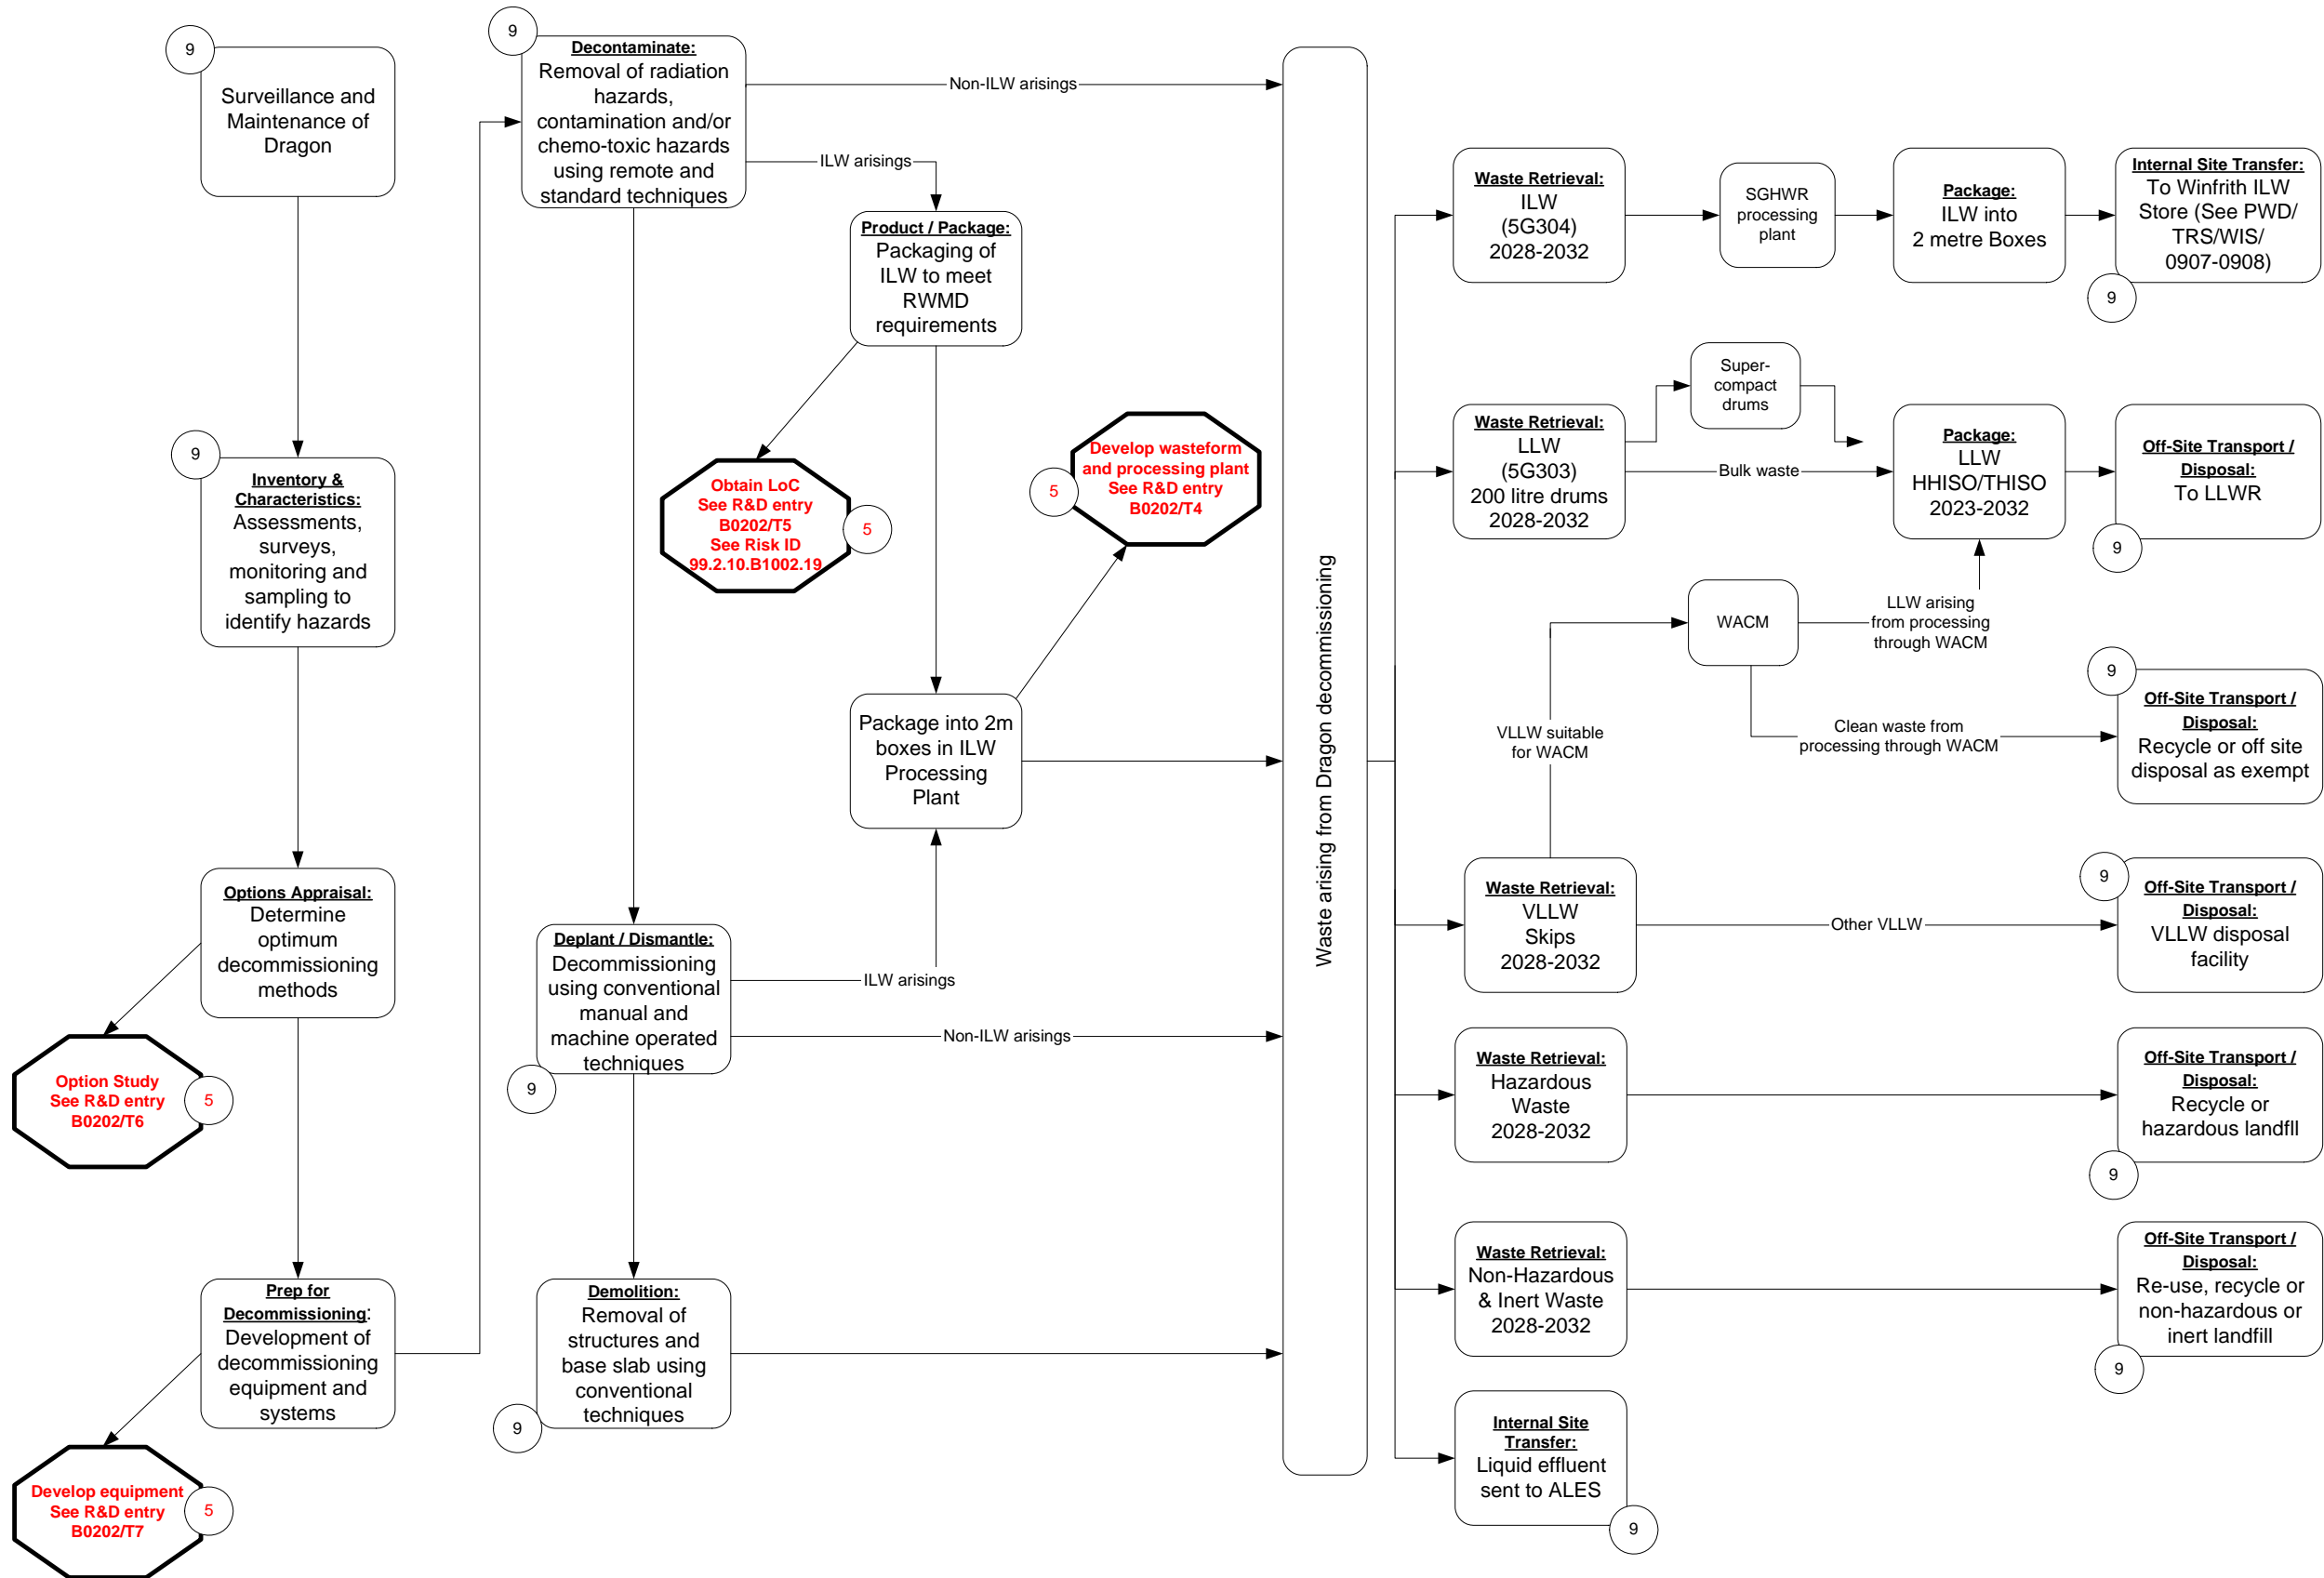 9
Surveillance and
Maintenance of
Dragon
9
Inventory &
Characteristics:
Assessments,
surveys,
monitoring and
sampling to
identify hazards
Options Appraisal:
Determine
optimum
decommissioning
methods
Option Study
See R&D entry
B0202/T6
5
Prep for
Decommissioning:
Development of
decommissioning
equipment and
systems
Develop equipment
See R&D entry
B0202/T7
5
9
Decontaminate:
Removal of radiation
hazards,
contamination and/or
chemo-toxic hazards
using remote and
standard techniques
Non-ILW arisings
ILW arisings
Product / Package:
Packaging of
ILW to meet
RWMD
requirements
Obtain LoC
See R&D entry
B0202/T5
See Risk ID
99.2.10.B1002.19
5
Develop wasteform
and processing plant
See R&D entry
B0202/T4
5
Package into 2m
boxes in ILW
Processing
Plant
Deplant / Dismantle:
Decommissioning
using conventional
manual and
machine operated
techniques
9
ILW arisings
Non-ILW arisings
Demolition:
Removal of
structures and
base slab using
conventional
techniques
9
Waste arising from Dragon decommissioning
Waste Retrieval:
ILW
(5G304)
2028-2032
SGHWR
processing
plant
Package:
ILW into
2 metre Boxes
Internal Site Transfer:
To Winfrith ILW
Store (See PWD/
TRS/WIS/
0907-0908)
9
Waste Retrieval:
LLW
(5G303)
200 litre drums
2028-2032
Super-
compact
drums
Bulk waste
Package:
LLW
HHISO/THISO
2023-2032
Off-Site Transport /
Disposal:
To LLWR
9
WACM
LLW arising
from processing
through WACM
VLLW suitable
for WACM
Clean waste from
processing through WACM
9
Off-Site Transport /
Disposal:
Recycle or off site
disposal as exempt
Waste Retrieval:
VLLW
Skips
2028-2032
Other VLLW
9
Off-Site Transport /
Disposal:
VLLW disposal
facility
Waste Retrieval:
Hazardous
Waste
2028-2032
Off-Site Transport /
Disposal:
Recycle or
hazardous landfll
9
Waste Retrieval:
Non-Hazardous
& Inert Waste
2028-2032
Off-Site Transport /
Disposal:
Re-use, recycle or
non-hazardous or
inert landfill
9
Internal Site
Transfer:
Liquid effluent
sent to ALES
9